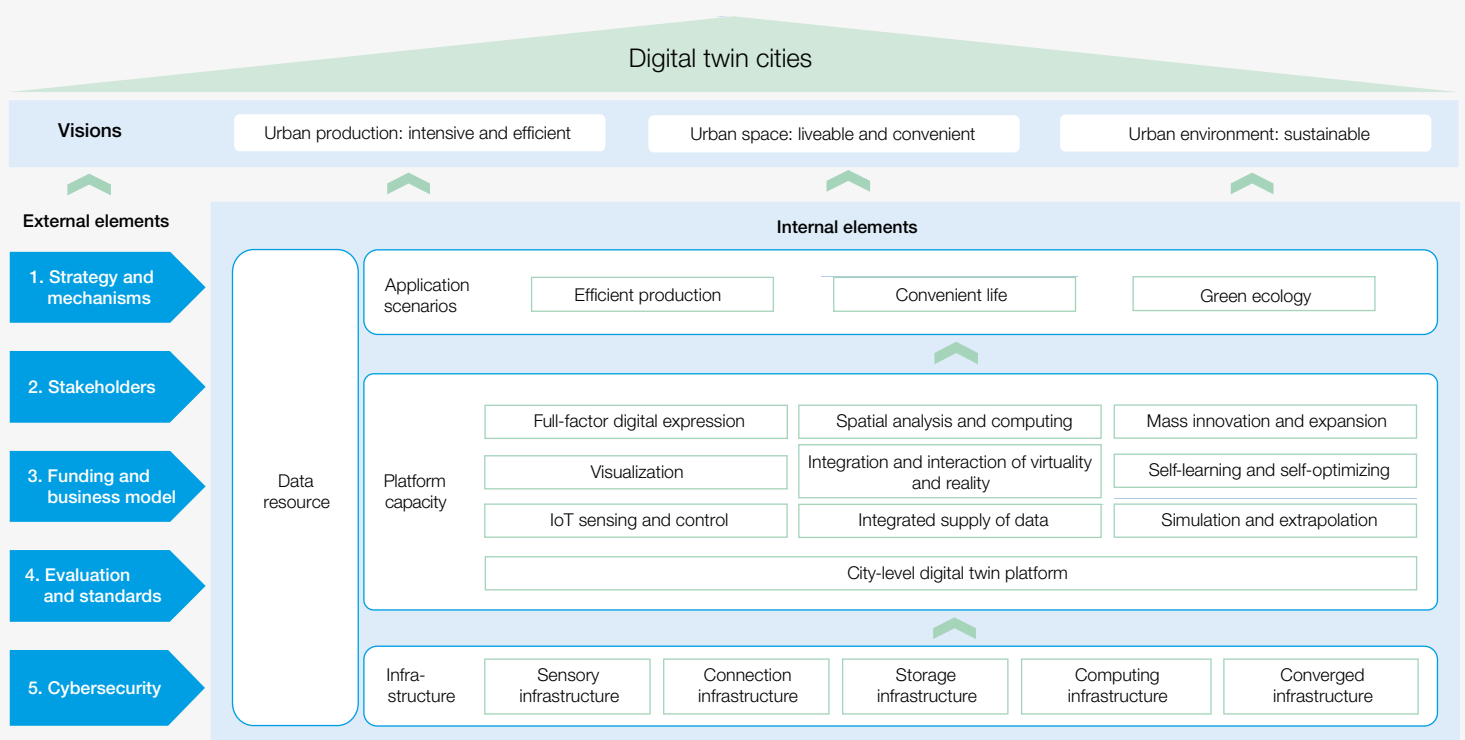 Digital twin cities
Visions
Urban production: intensive and efficient
Urban space: liveable and convenient
Urban environment: sustainable
External elements
1. Strategy and
mechanisms
2. Stakeholders
3. Funding and
business model
4. Evaluation
and standards
5. Cybersecurity
Internal elements
Data
resource
Application
scenarios
Efficient production
Convenient life
Green ecology
Platform
capacity
Full-factor digital expression
Spatial analysis and computing
Mass innovation and expansion
Visualization
Integration and interaction of virtuality
and reality
Self-learning and self-optimizing
IoT sensing and control
Integrated supply of data
Simulation and extrapolation
City-level digital twin platform
Infra-
structure
Sensory
infrastructure
Connection
infrastructure
Storage
infrastructure
Computing
infrastructure
Converged
infrastructure